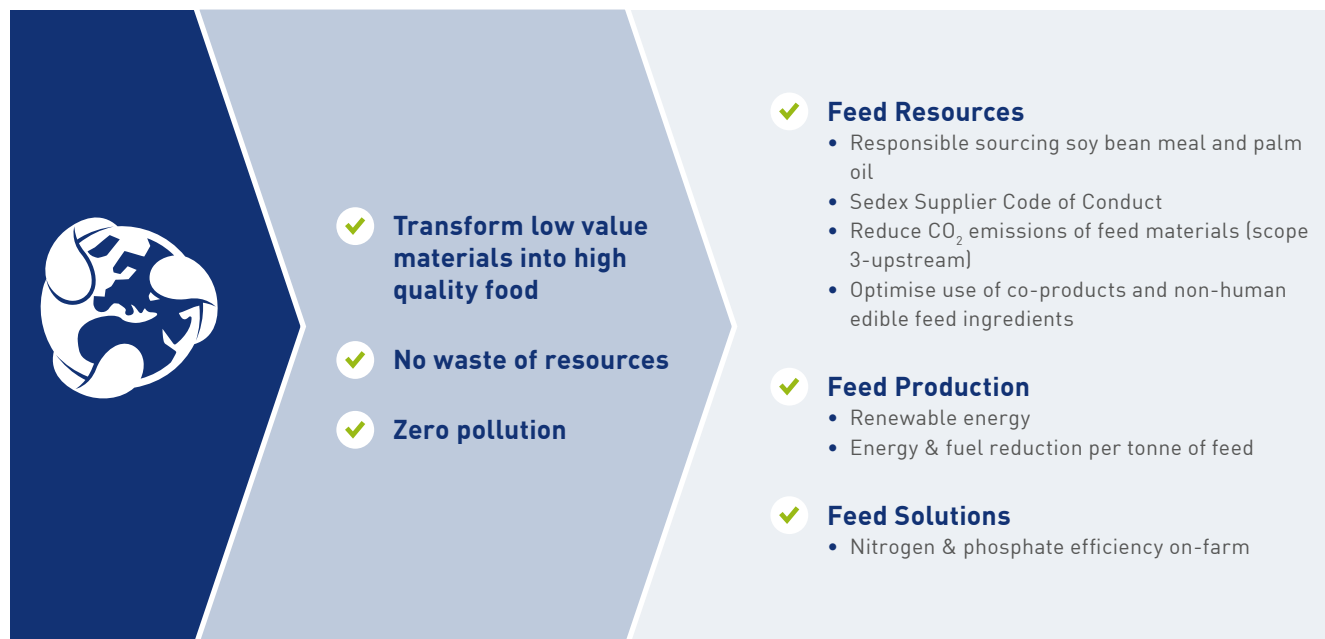 Transform low value
materials into high
quality food
No waste of resources
Zero pollution
Feed Resources
• Responsible sourcing soy bean meal and palm
oil
• Sedex Supplier Code of Conduct
• Reduce CO₂ emissions of feed materials (scope
3-upstream)
• Optimise use of co-products and non-human
edible feed ingredients
Feed Production
• Renewable energy
• Energy & fuel reduction per tonne of feed
Feed Solutions
• Nitrogen & phosphate efficiency on-farm